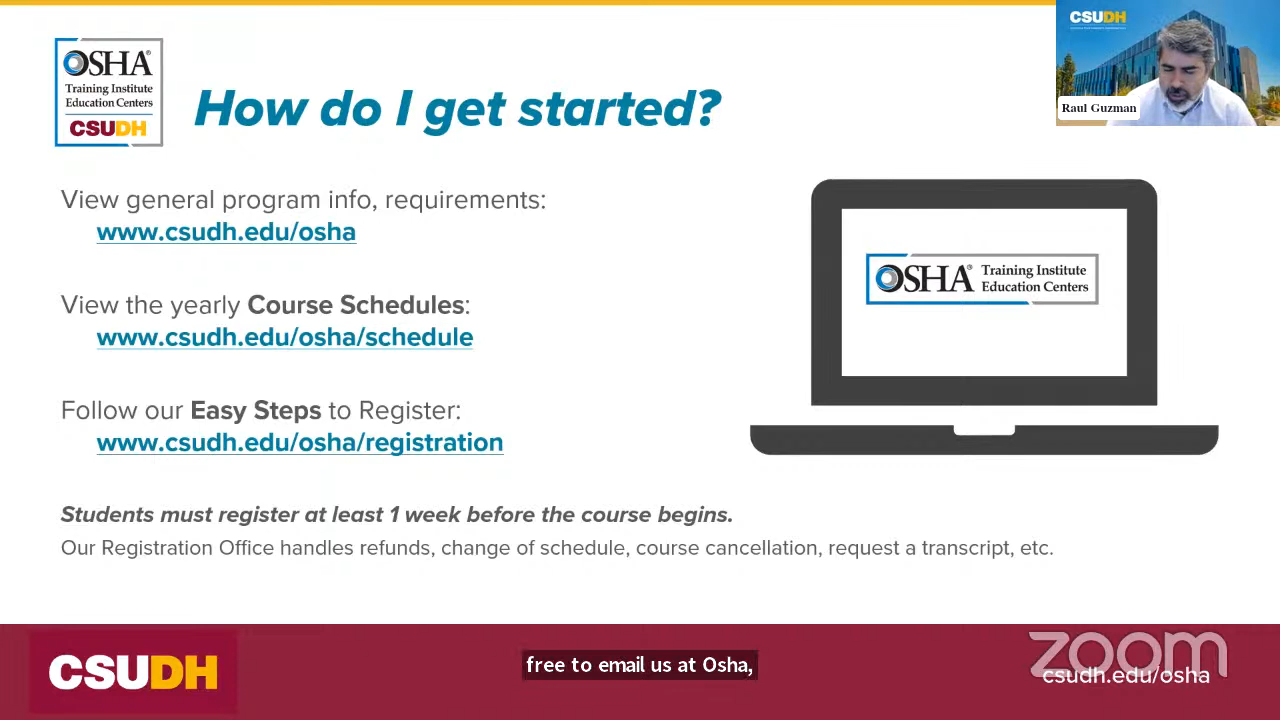 OSHA®
Training Institute
Education Centers
CSUDH
How do I get started?
CSUDH
Raul Guzman
View general program info, requirements:
www.csudh.edu/osha
View the yearly Course Schedules:
www.csudh.edu/osha/schedule
Follow our Easy Steps to Register:
www.csudh.edu/osha/registration
OSHA®
Training Institute
Education Centers
Students must register at least 1 week before the course begins.
Our Registration Office handles refunds, change of schedule, course cancellation, request a transcript, etc.
CSUDH
free to email us at Osha,
zoom
csudh.edu/osha